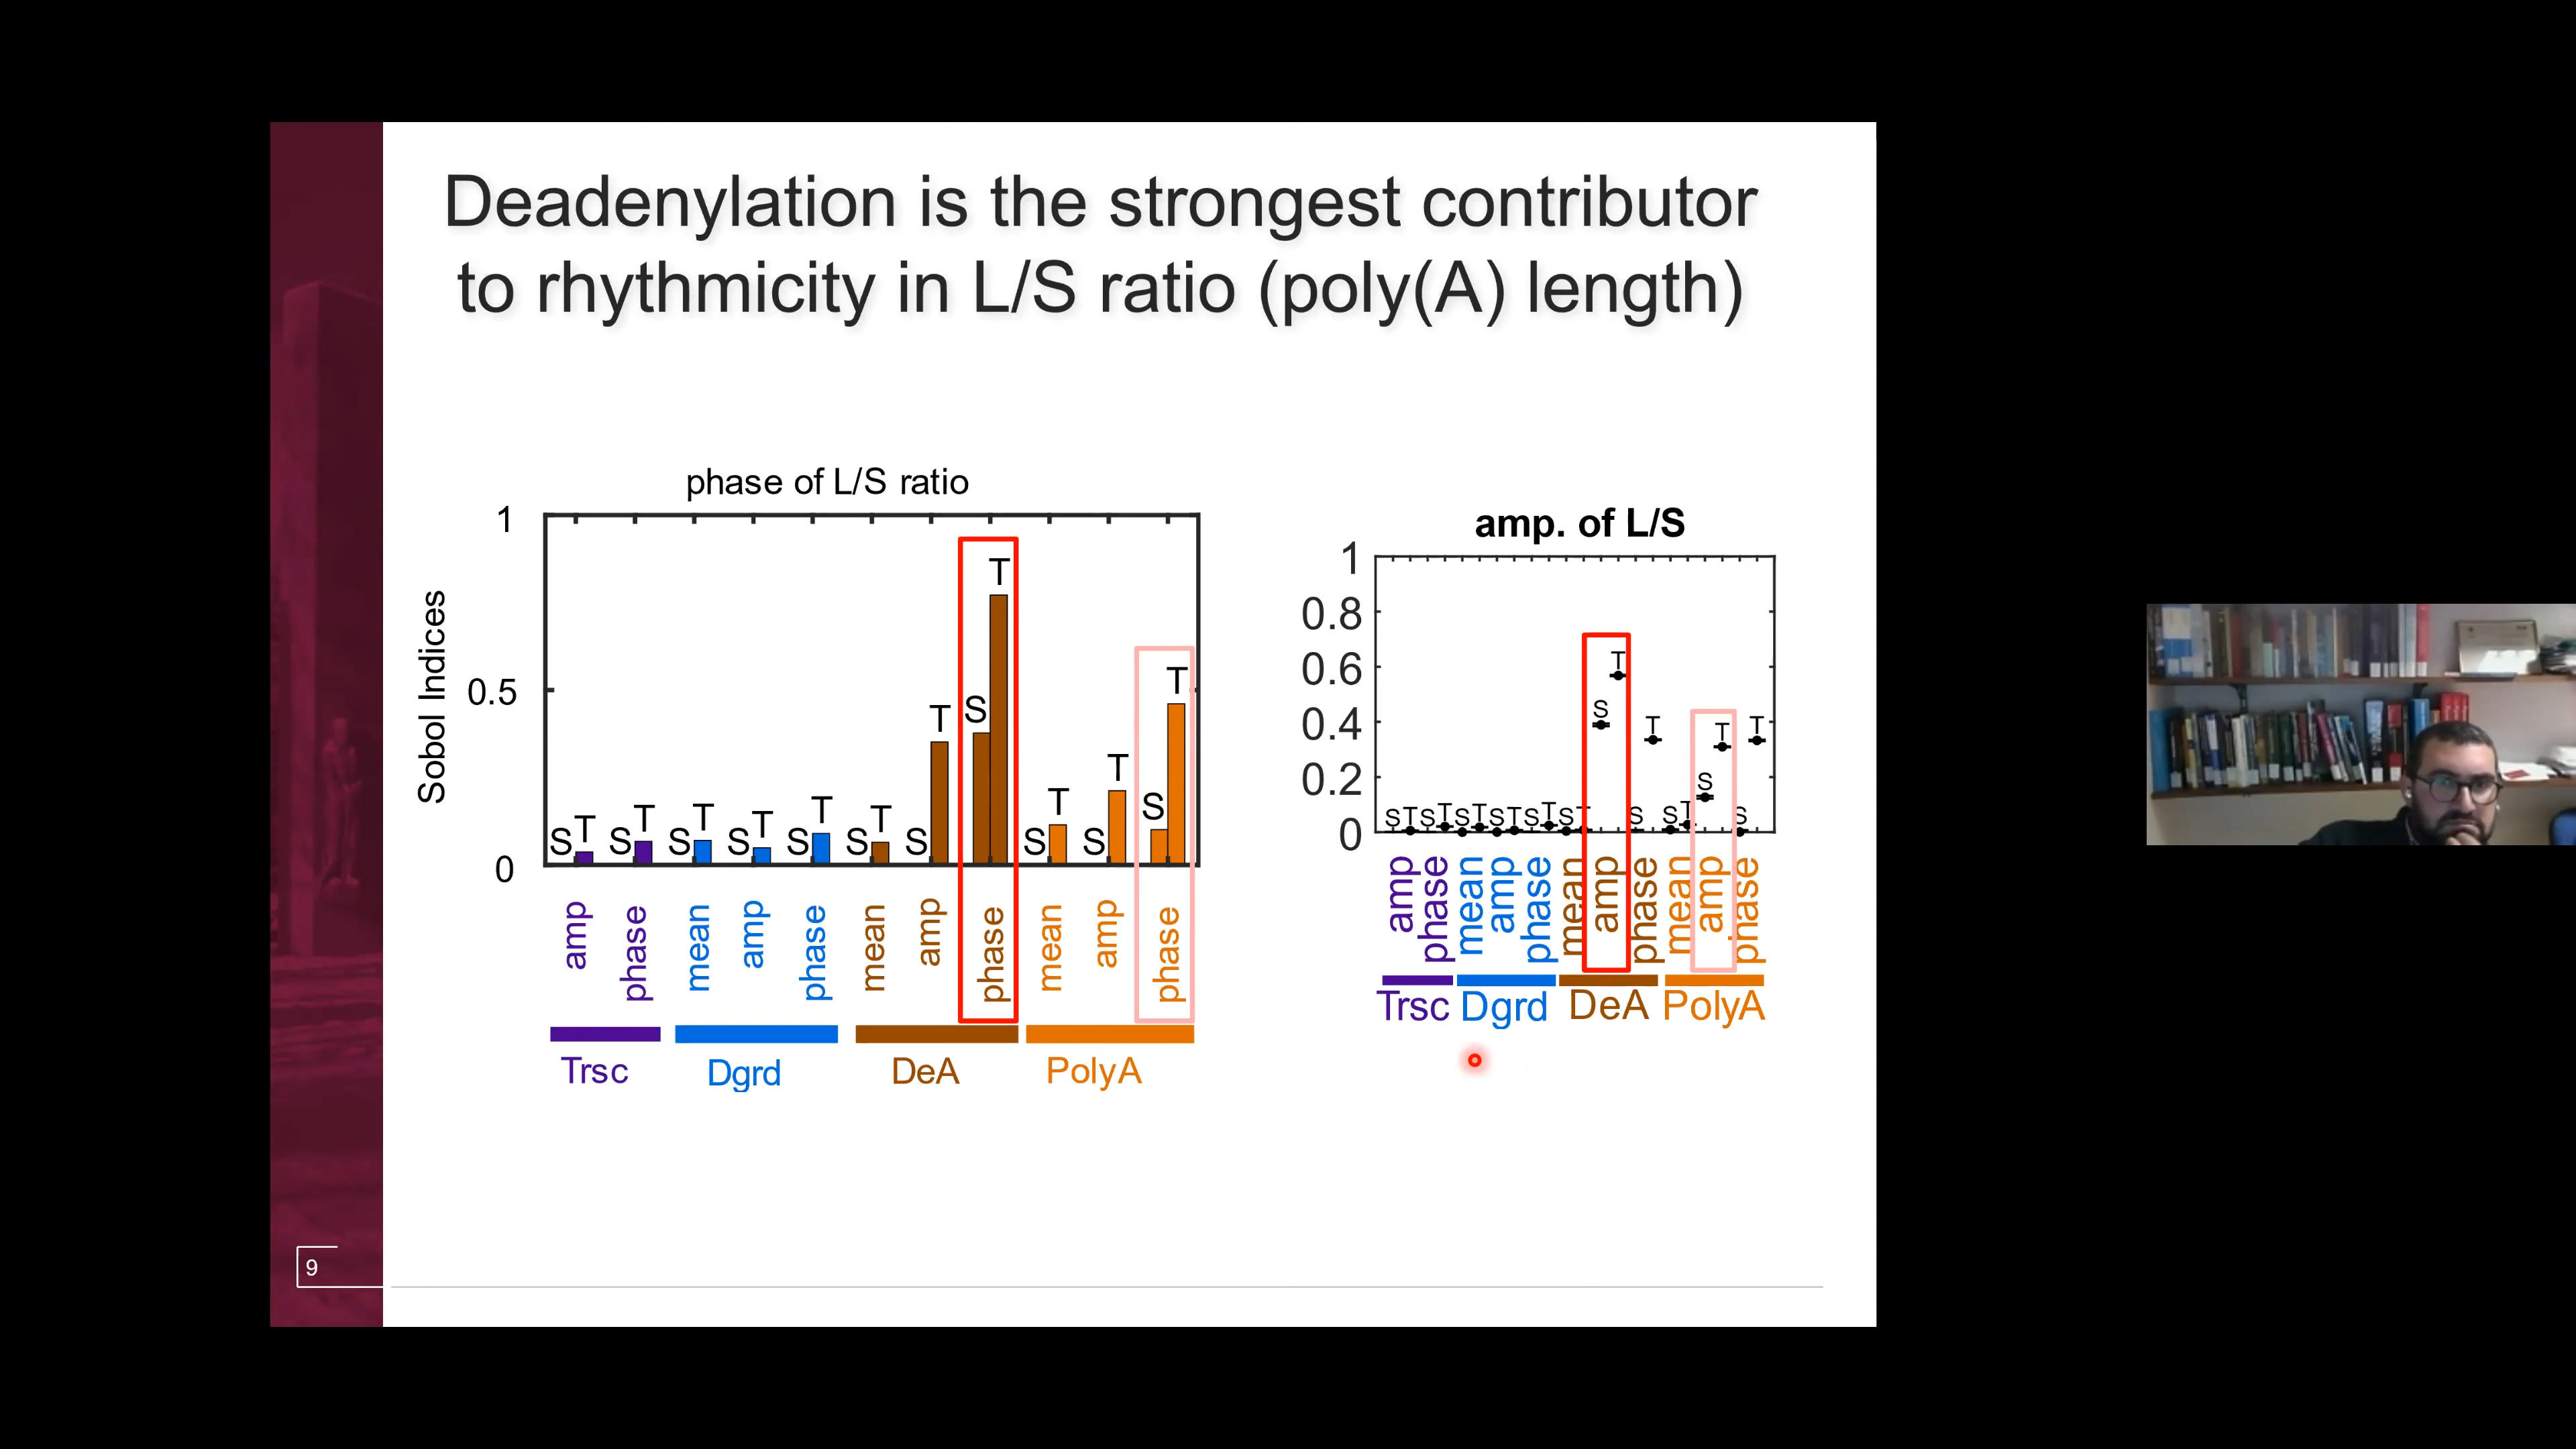 Deadenylation is the strongest contributor
to rhythmicity in L/S ratio (poly(A) length)
phase of L/S ratio
Sobol Indices
1
0.5
0
S T S T S T S T S T S T S T S T S T S T S T
amp phase mean amp phase mean amp phase mean amp phase
Trsc Dgrd DeA PolyA
amp. of L/S
1
0.8
0.6
0.4
0.2
0
S T S T S T S T S T S T S T S T S T S T S T
amp phase mean amp phase mean amp phase mean amp phase
Trsc Dgrd DeA PolyA
9